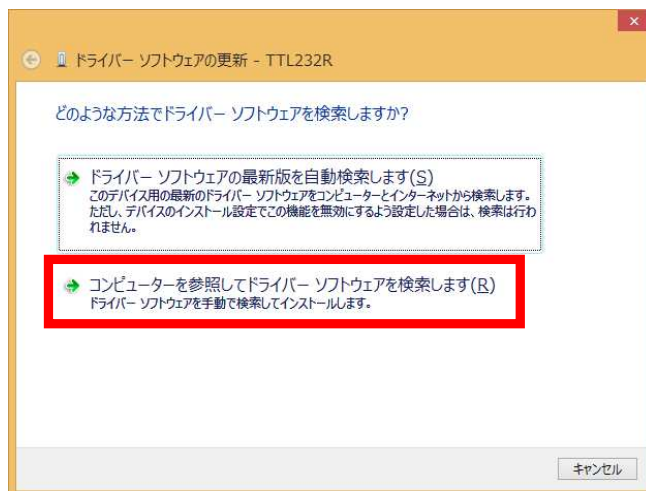 ドライバー ソフトウェアの更新 - TTL232R
どのような方法でドライバー ソフトウェアを検索しますか?
ドライバー ソフトウェアの最新版を自動検索します(S)
このデバイス用の最新のドライバー ソフトウェアをコンピューターとインターネットから検索します。
ただし、デバイスのインストール設定でこの機能を無効にするよう設定した場合は、検索は行わ
れません。
コンピューターを参照してドライバー ソフトウェアを検索します(R)
ドライバー ソフトウェアを手動で検索してインストールします。
キャンセル